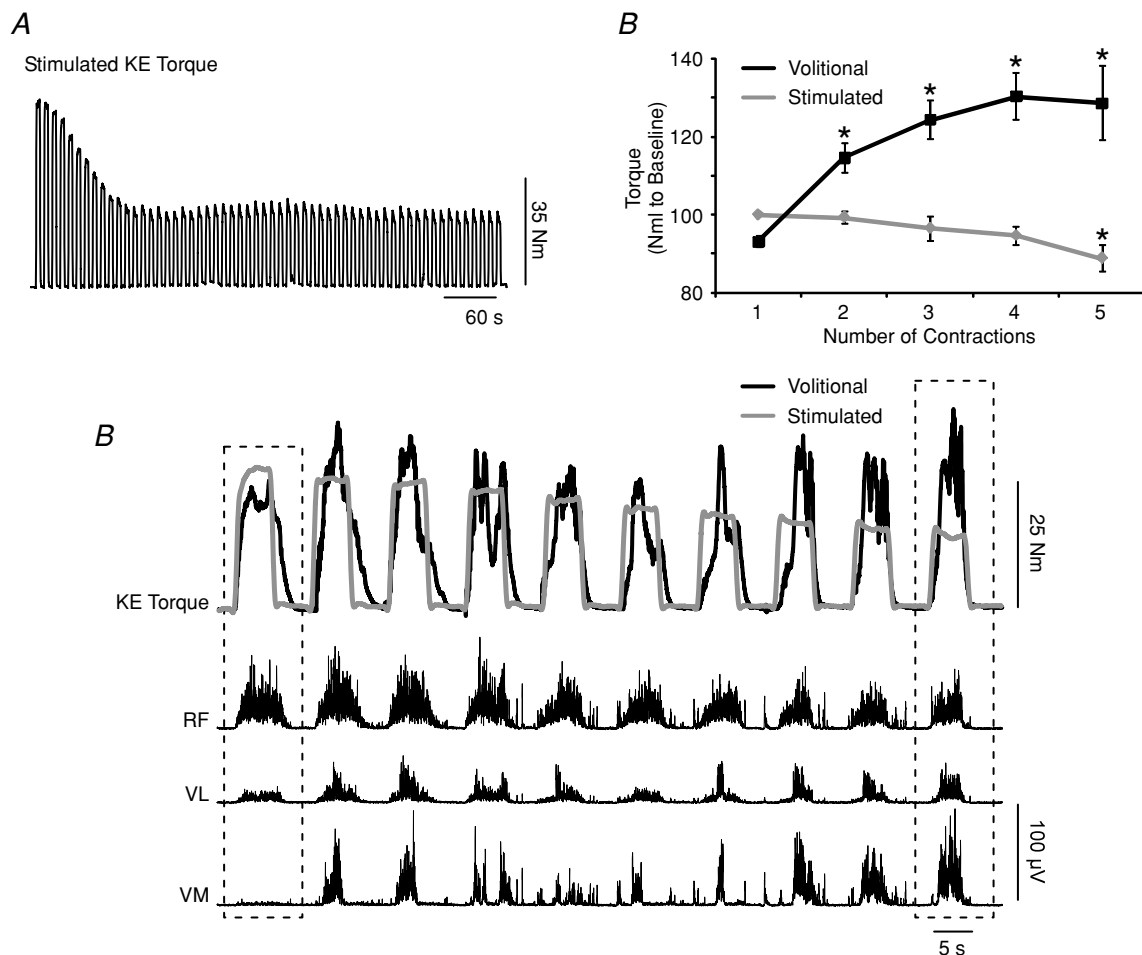 A
Stimulated KE Torque
35 Nm
60 s
B
Volitional
Stimulated
Torque
(Nml to Baseline)
140
120
100
80
* * * * *
1 2 3 4 5
Number of Contractions
B
Volitional
Stimulated
KE Torque
25 Nm
RF
VL
VM
100 µV
5 s